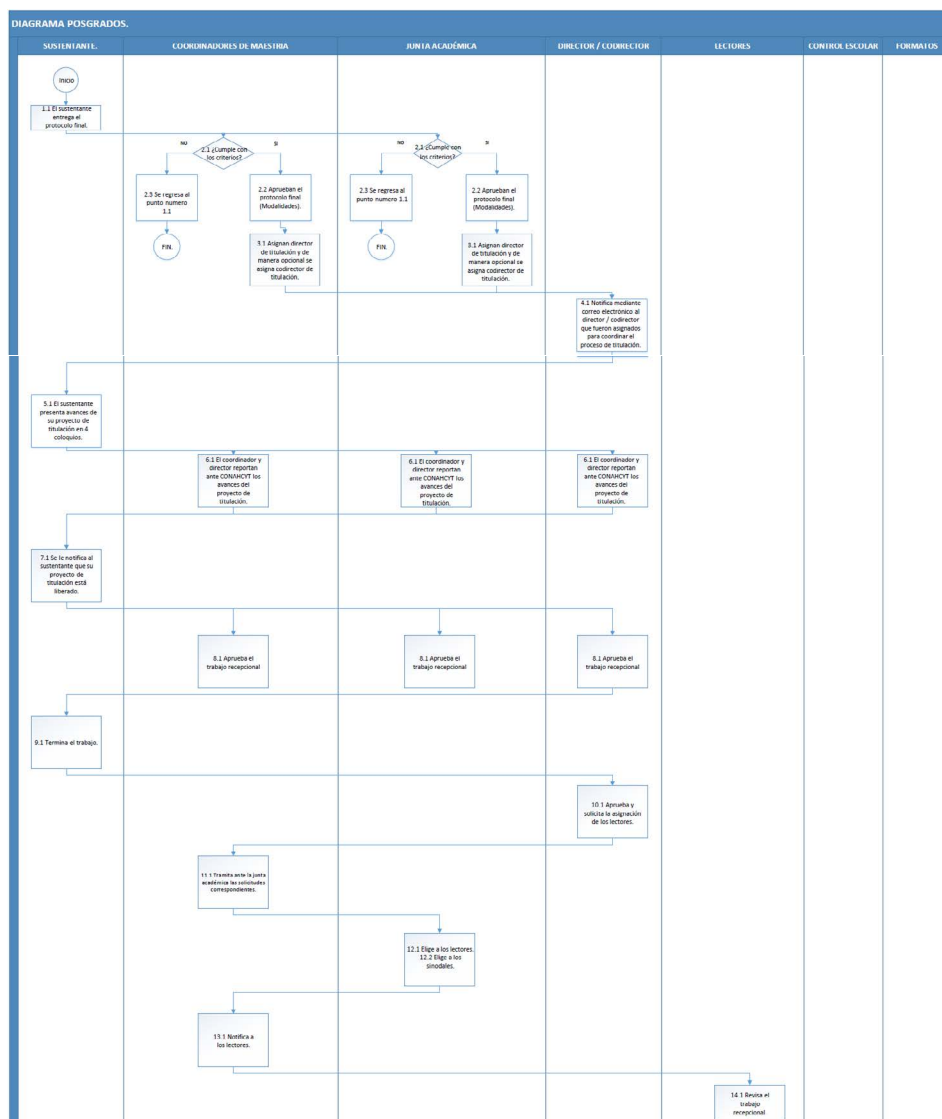 DIAGRAMA POSGRADOS.
SUSTENTANTE.
COORDINADORES DE MAESTRIA
JUNTA ACADÉMICA
DIRECTOR / CODIRECTOR
LECTORES
CONTROL ESCOLAR
FORMATOS
Inicio
1.1 El sustentante
entrega el
protocolo final.
NO
2.1 ¿Cumple con
los criterios?
SI
NO
2.1 ¿Cumple con
los criterios?
SI
2.3 Se regresa al
punto numero
1.1
2.2 Aprueban el
protocolo final
(Modalidades).
2.3 Se regresa al
punto numero 1.1
2.2 Aprueban el
protocolo final
(Modalidades).
FIN.
3.1 Asignan director
de titulación y de
manera opcional se
asigna codirector de
titulación.
FIN.
3.1 Asignan director
de titulación y de
manera opcional se
asigna codirector de
titulación.
4.1 Notifica mediante
correo electrónico al
director / codirector
que fueron asignados
para coordinar el
proceso de titulación.
5.1 El sustentante
presenta avances de
su proyecto de
titulación en 4
coloquios.
6.1 El coordinador y
director reportan
ante CONAHCYT los
avances del
proyecto de
titulación.
6.1 El coordinador y
director reportan
ante CONAHCYT los
avances del
proyecto de
titulación.
6.1 El coordinador y
director reportan
ante CONAHCYT los
avances del
proyecto de
titulación.
7.1 Se le notifica al
sustentante que su
proyecto de
titulación está
liberado.
8.1 Aprueba el
trabajo recepcional
8.1 Aprueba el
trabajo recepcional
8.1 Aprueba el
trabajo recepcional
9.1 Termina el trabajo.
10.1 Aprueba y
solicita la asignación
de los lectores.
11.1 Tramita ante la junta
académica las solicitudes
correspondientes.
12.1 Elige a los lectores.
12.2 Elige a los
sinodales.
13.1 Notifica a
los lectores.
14.1 Revisa el
trabajo
recepcional